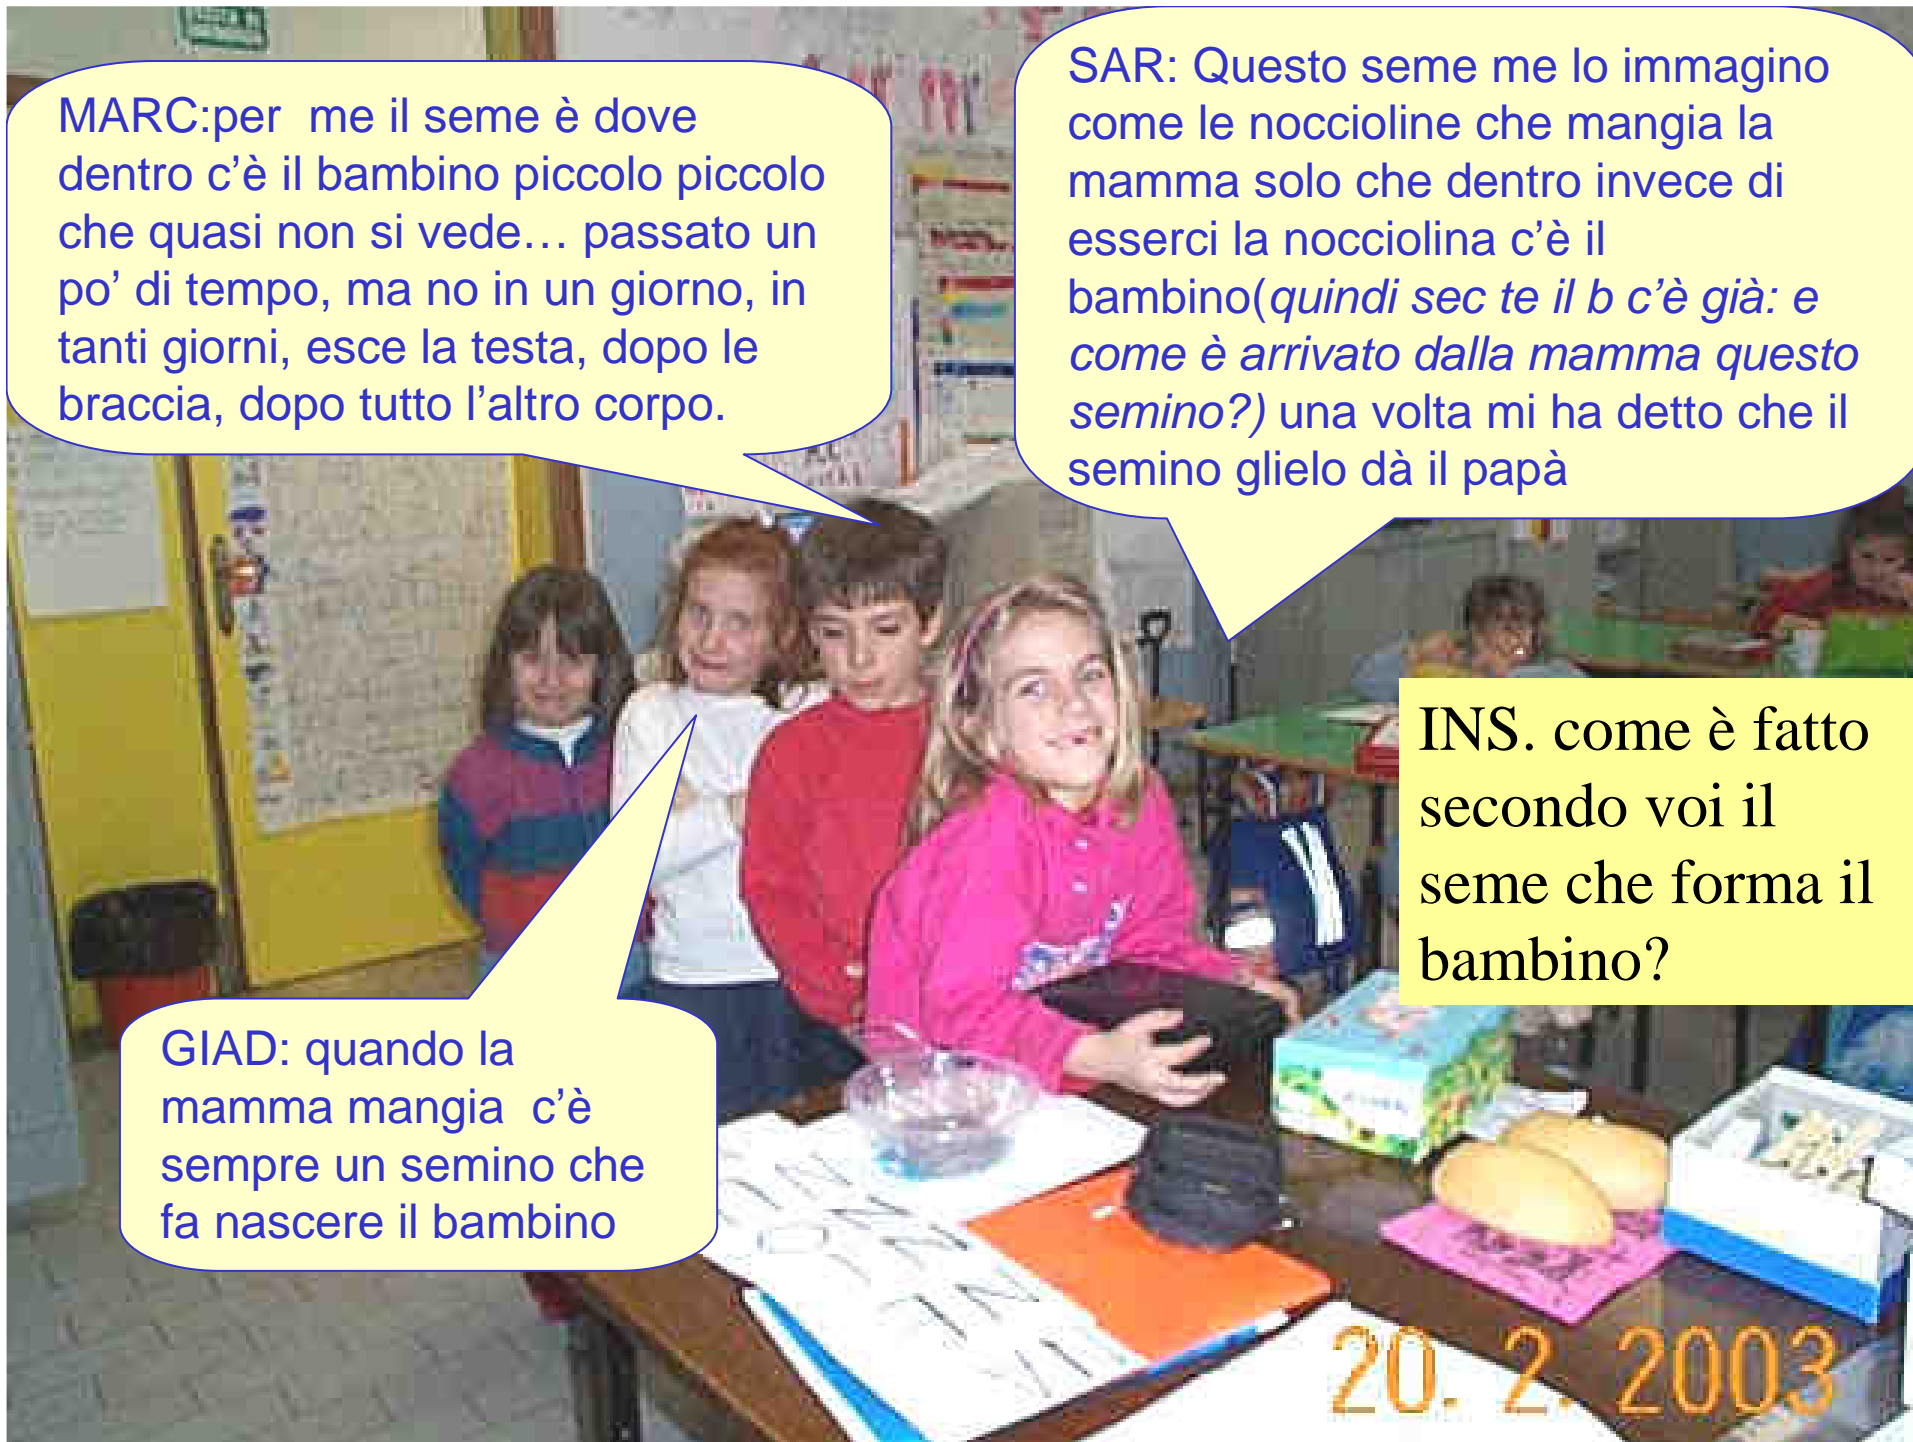 MARC:per  me il seme è dove
dentro c'è il bambino piccolo piccolo
che quasi non si vede… passato un
po' di tempo, ma no in un giorno, in
tanti giorni, esce la testa, dopo le
braccia, dopo tutto l'altro corpo.
SAR: Questo seme me lo immagino
come le noccioline che mangia la
mamma solo che dentro invece di
esserci la nocciolina c'è il
bambino(quindi sec te il b c'è già: e
come è arrivato dalla mamma questo
semino?) una volta mi ha detto che il
semino glielo dà il papà
INS. come è fatto
secondo voi il
seme che forma il
bambino?
GIAD: quando la
mamma mangia  c'è
sempre un semino che
fa nascere il bambino
20. 2. 2003